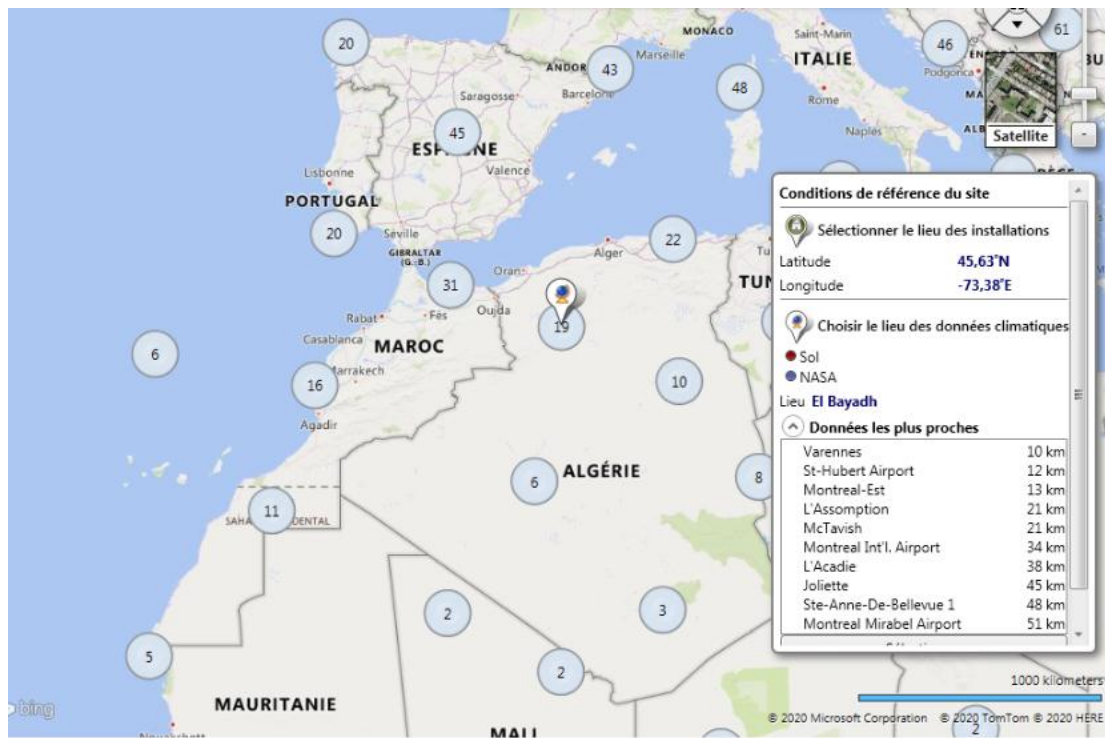 20
MONACO
Saint-Marin
46
61
Marseille
ITALIE
43
48
Podgorica
Saragosse
Barcelone
Rome
Satellite
-
45
ESPAGNE
Naples
Valence
Lisbonne
PORTUGAL
20
Séville
GIBRALTAR
(G.-B.)
22
Alger
Oran
31
Rabat
Fès
Oujda
Casablanca
MAROC
19
6
16
Marrakech
10
Agadir
ALGÉRIE
6
8
11
2
3
5
2
MAURITANIE
MALI
Conditions de référence du site
Sélectionner le lieu des installations
Latitude 45,63°N
Longitude -73,38°E
Choisir le lieu des données climatiques
Sol
NASA
Lieu El Bayadh
Données les plus proches
Varennes 10 km
St-Hubert Airport 12 km
Montreal-Est 13 km
L'Assomption 21 km
McTavish 21 km
Montreal Int'l. Airport 34 km
L'Acadie 38 km
Joliette 45 km
Ste-Anne-De-Bellevue 1 48 km
Montreal Mirabel Airport 51 km
1000 kilometers
bing
© 2020 Microsoft Corporation © 2020 TomTom © 2020 HERE
2